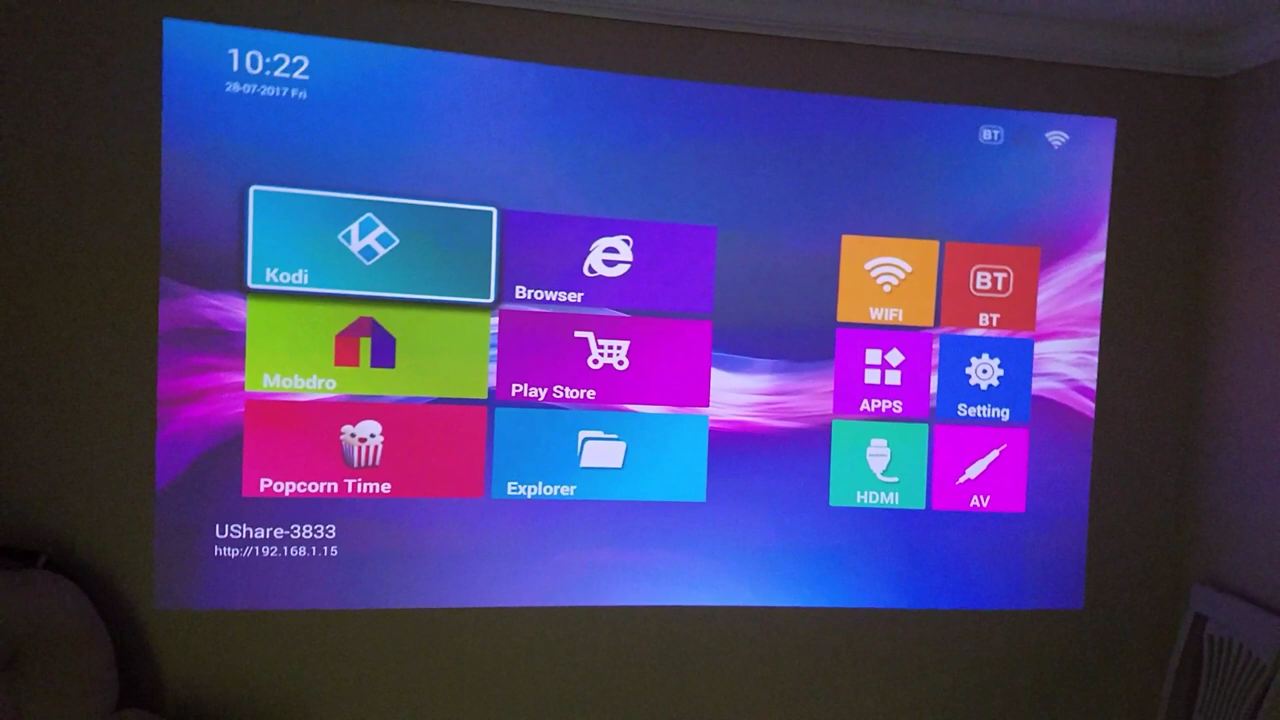 10:22
28-07-2017 Fri
BT
Kodi
Browser
Mobdro
Play Store
Popcorn Time
Explorer
WIFI
BT
BT
APPS
Setting
HDMI
AV
UShare-3833
http://192.168.1.15